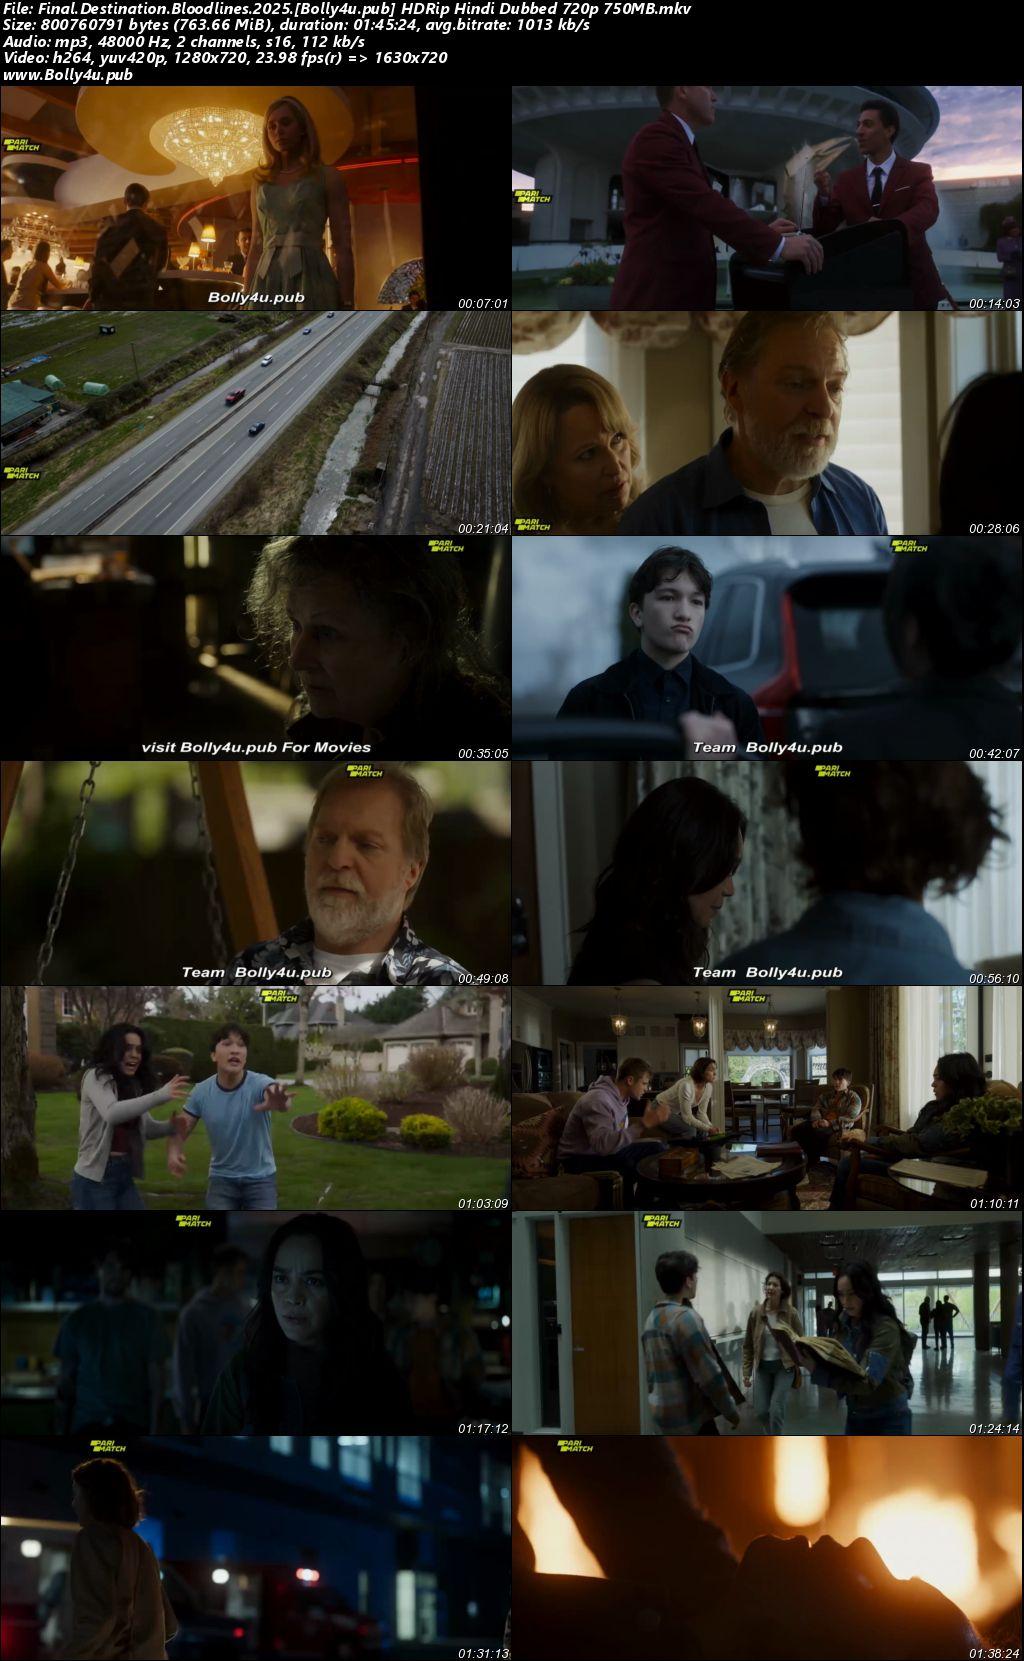 File: Final.Destination.Bloodlines.2025.[Bolly4u.pub] HDRip Hindi Dubbed 720p 750MB.mkv
Size: 800760791 bytes (763.66 MiB), duration: 01:45:24, avg.bitrate: 1013 kb/s
Audio: mp3, 48000 Hz, 2 channels, s16, 112 kb/s
Video: h264, yuv420p, 1280x720, 23.98 fps(r) => 1630x720
www.Bolly4u.pub
PARI
MATCH
Bolly4u.pub
00:07:01
PARI
MATCH
00:14:03
PARI
MATCH
00:21:04
PARI
MATCH
00:28:06
PARI
MATCH
visit Bolly4u.pub For Movies
00:35:05
PARI
MATCH
Team Bolly4u.pub
00:42:07
PARI
MATCH
Team Bolly4u.pub
00:49:08
PARI
MATCH
Team Bolly4u.pub
00:56:10
PARI
MATCH
01:03:09
PARI
MATCH
01:10:11
PARI
MATCH
01:17:12
PARI
MATCH
01:24:14
PARI
MATCH
01:31:13
PARI
MATCH
01:38:24